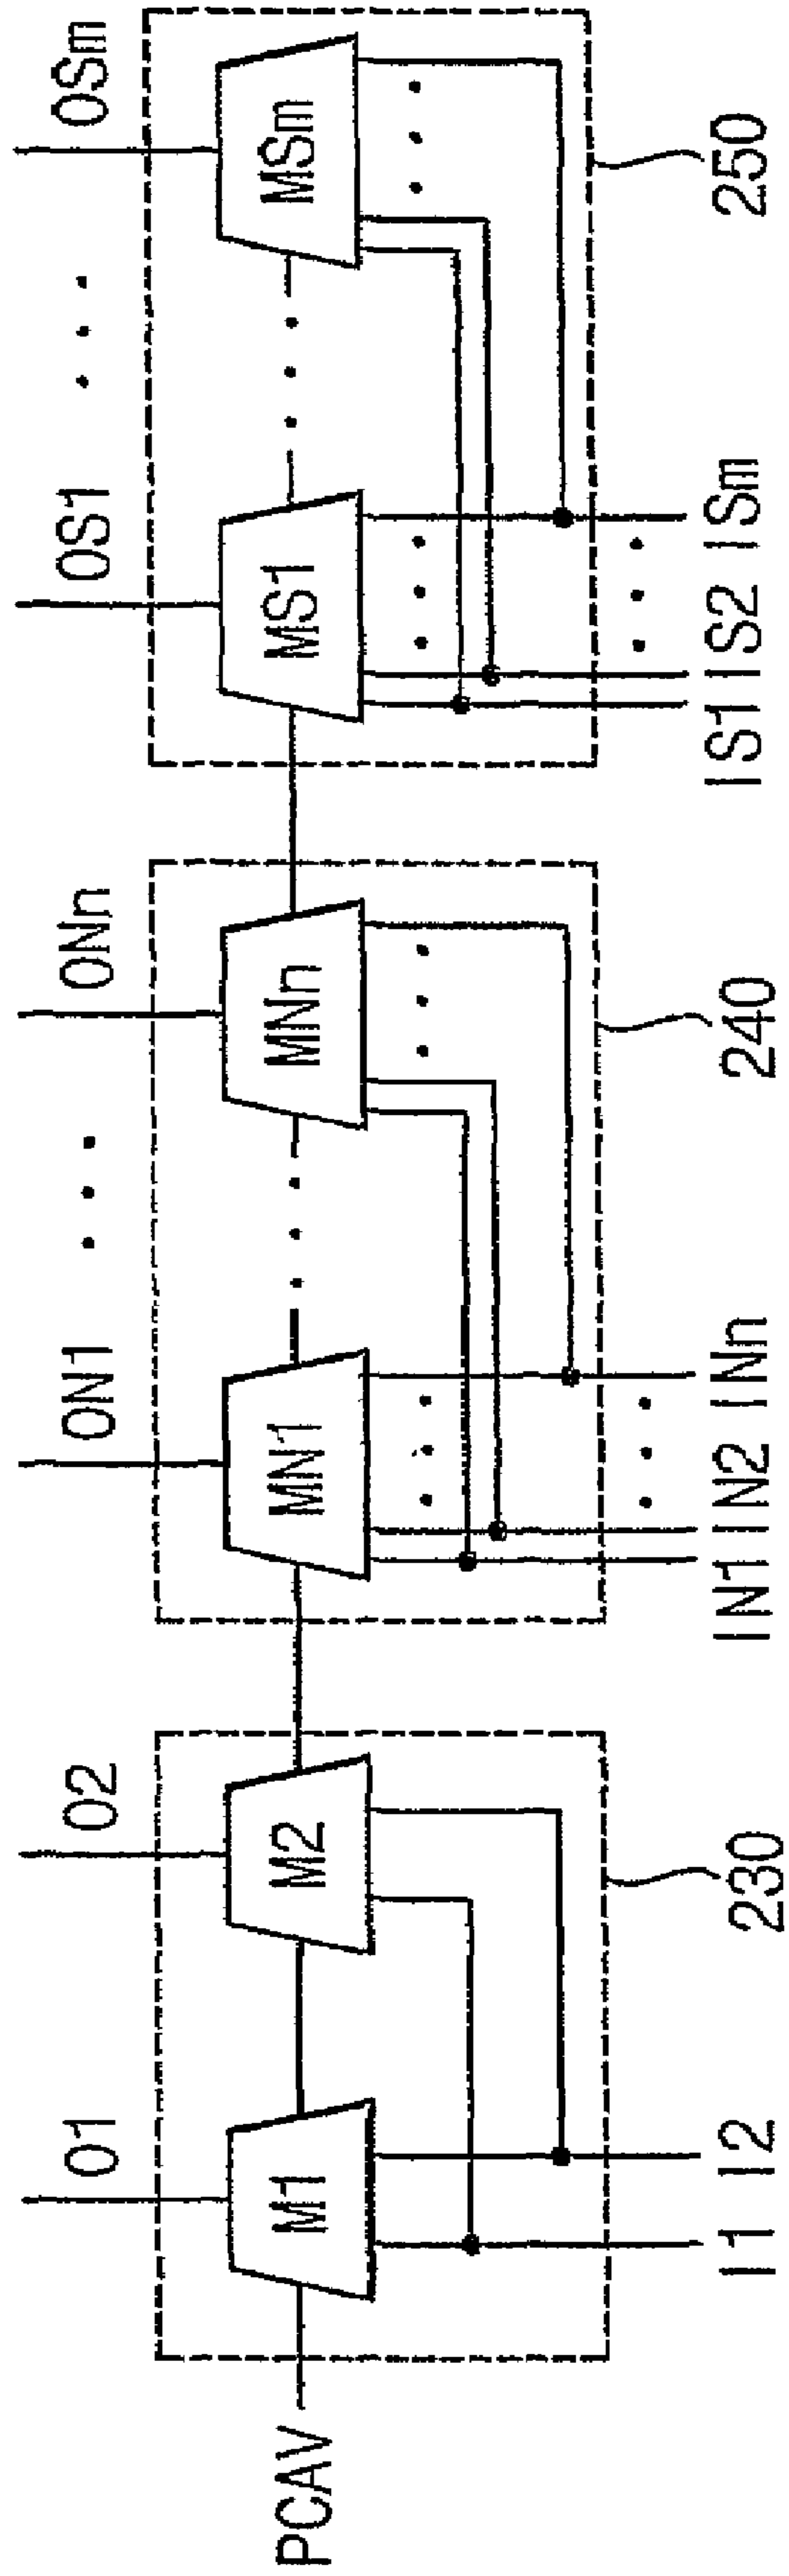 O1
O2
ON1
ONn
OS1
OSm
PCAV
M1
M2
MN1
MNn
MS1
MSm
I1
I2
IN1
IN2
INn
IS1
IS2
ISm
230
240
250